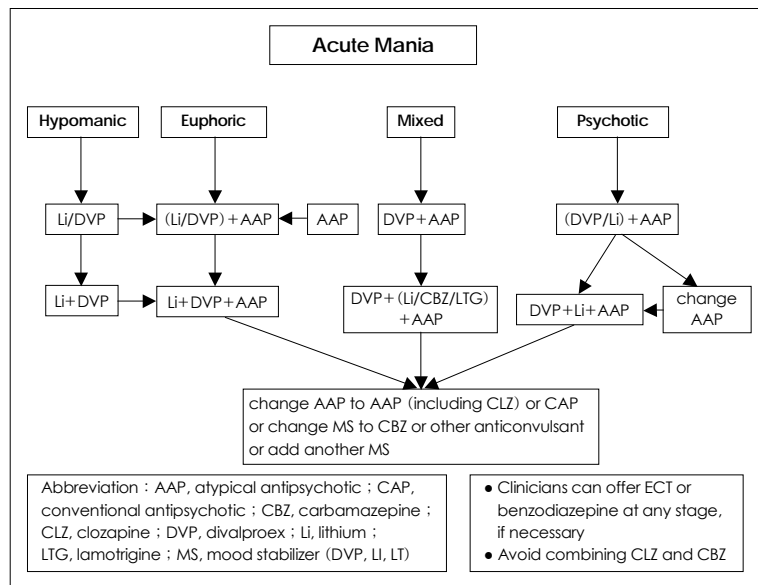 Acute Mania
Hypomanic
Euphoric
Mixed
Psychotic
Li/DVP
(Li/DVP)+AAP
AAP
DVP+AAP
(DVP/Li)+AAP
Li+DVP
Li+DVP+AAP
DVP+(Li/CBZ/LTG)
+AAP
DVP+Li+AAP
change
AAP
change AAP to AAP (including CLZ) or CAP
or change MS to CBZ or other anticonvulsant
or add another MS
Abbreviation：AAP, atypical antipsychotic；CAP,
conventional antipsychotic；CBZ, carbamazepine；
CLZ, clozapine；DVP, divalproex；Li, lithium；
LTG, lamotrigine；MS, mood stabilizer (DVP, LI, LT)
● Clinicians can offer ECT or
benzodiazepine at any stage,
if necessary
● Avoid combining CLZ and CBZ